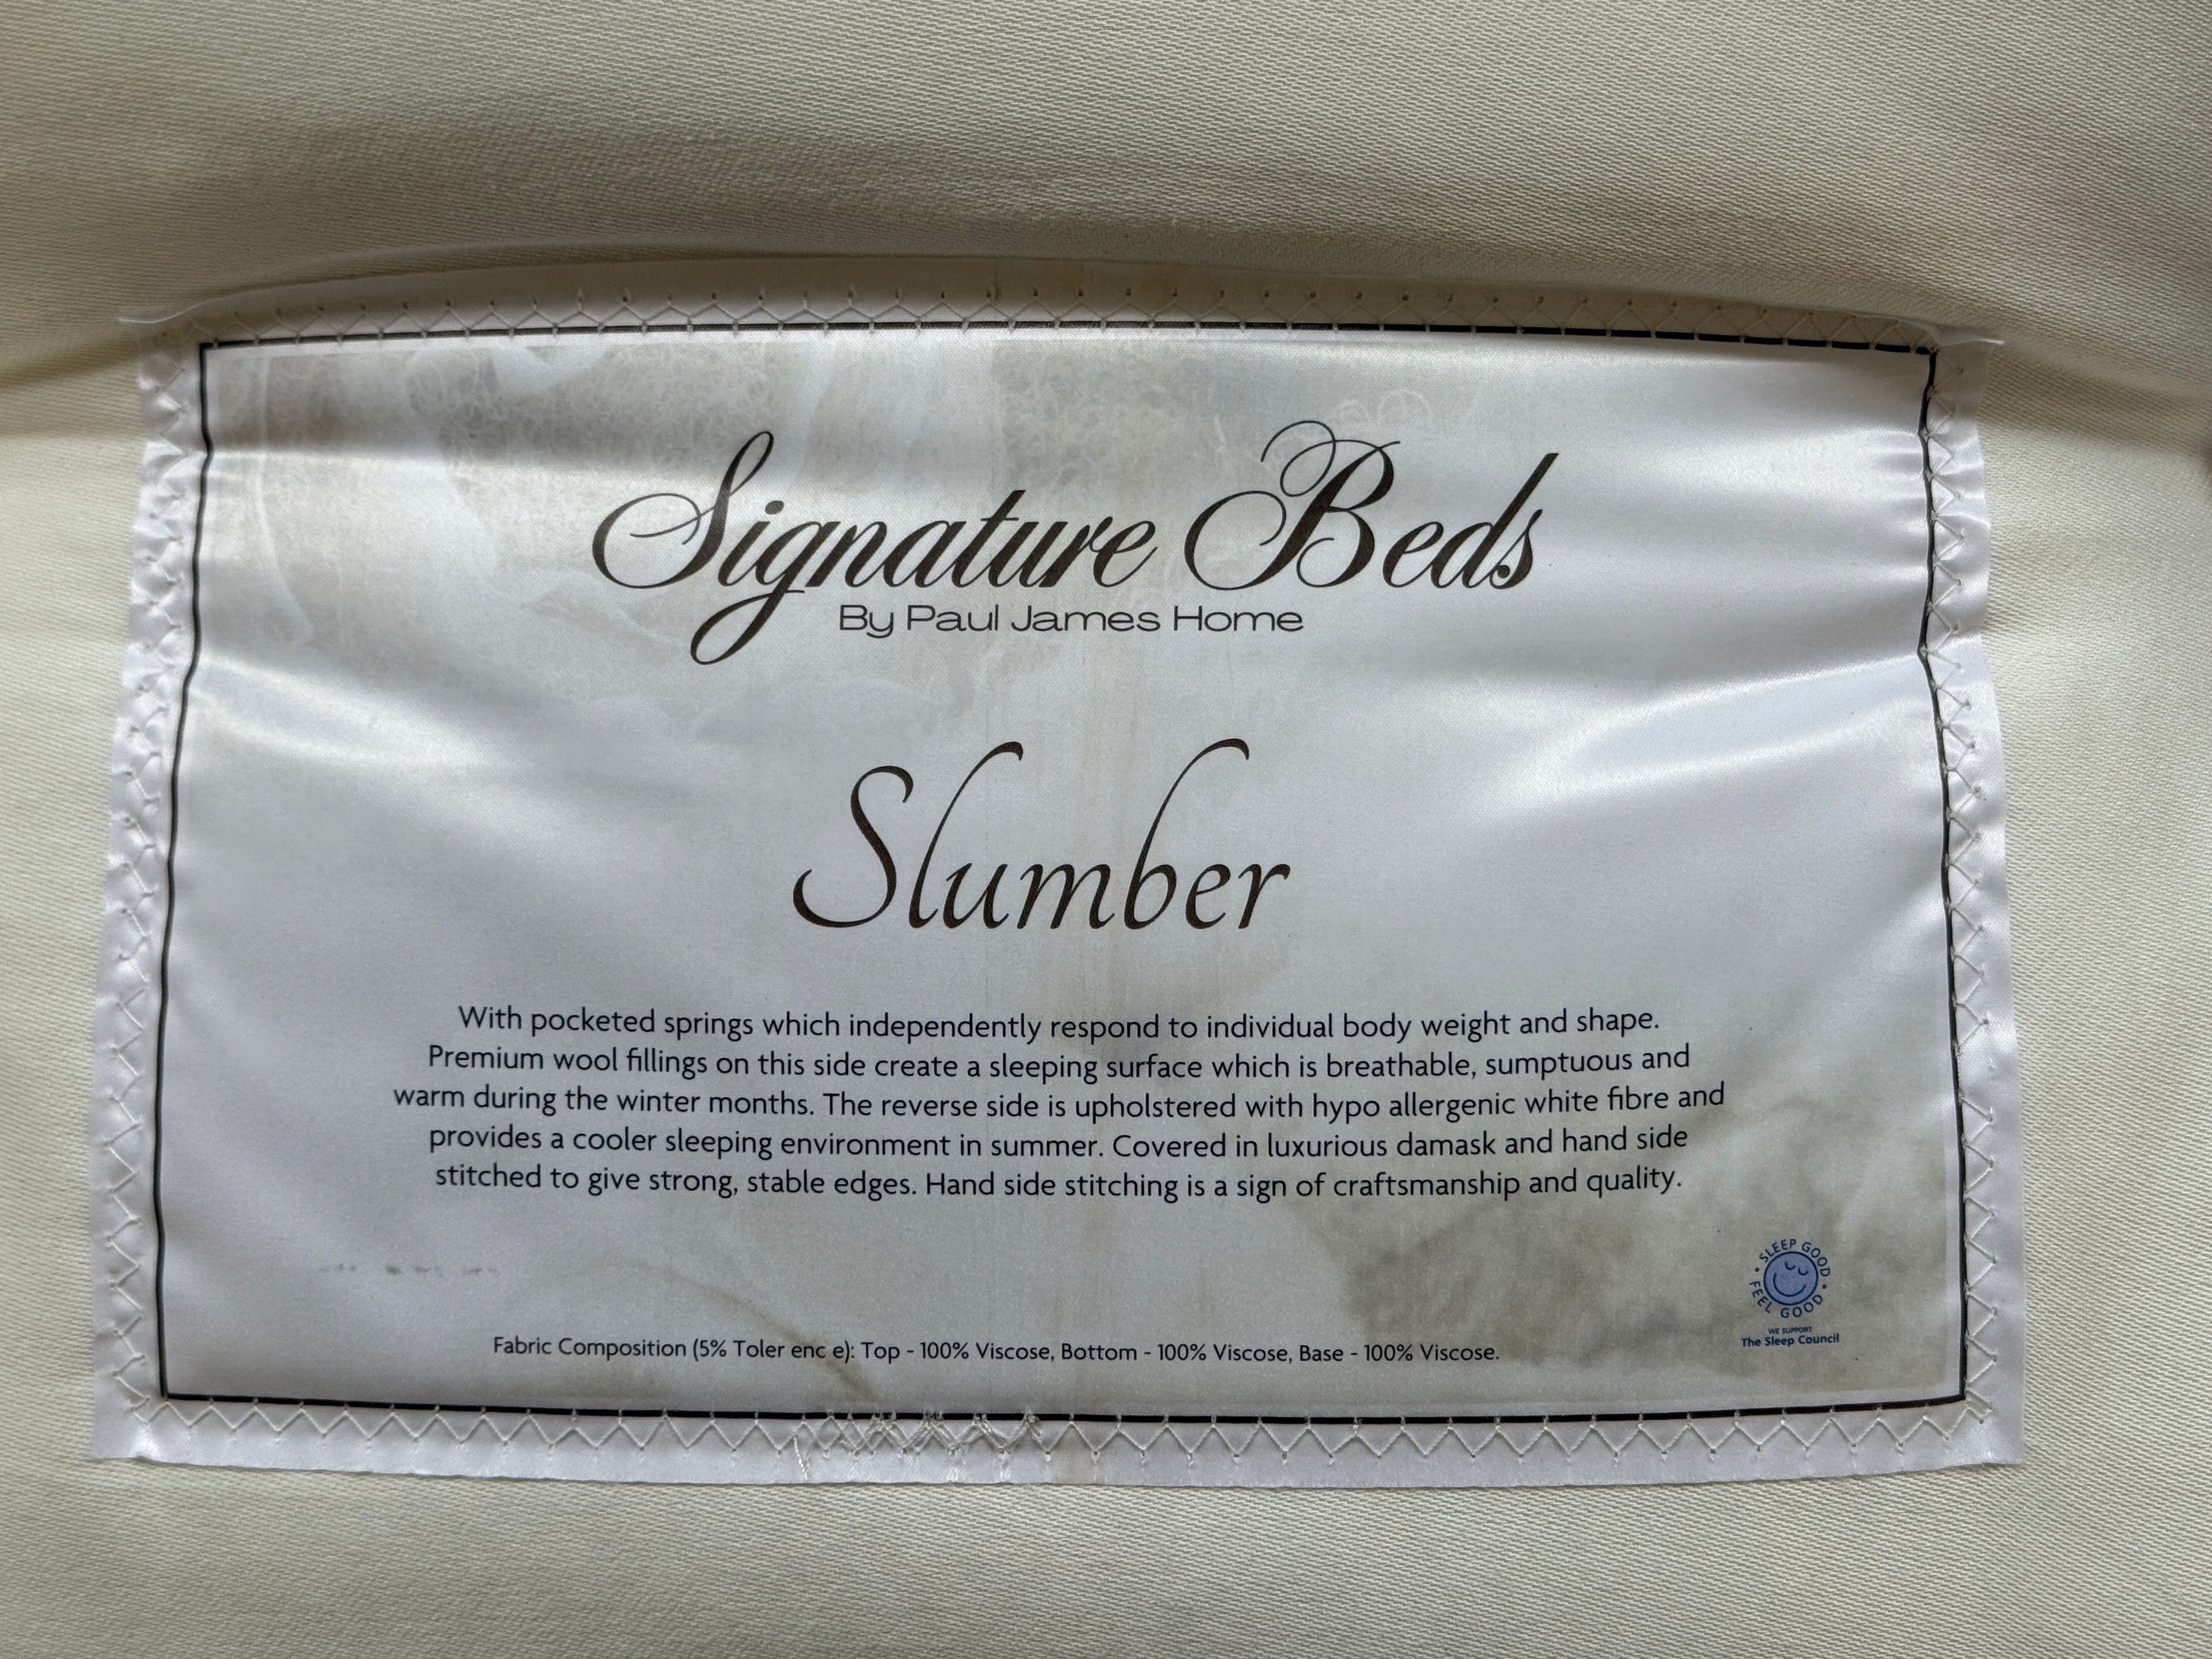 Signature Beds
By Paul James Home
Slumber
With pocketed springs which independently respond to individual body weight and shape.
Premium wool fillings on this side create a sleeping surface which is breathable, sumptuous and
warm during the winter months. The reverse side is upholstered with hypo allergenic white fibre and
provides a cooler sleeping environment in summer. Covered in luxurious damask and hand side
stitched to give strong, stable edges. Hand side stitching is a sign of craftsmanship and quality.
SLEEP GOOD
FEEL GOOD
WE SUPPORT
The Sleep Council
Fabric Composition (5% Toler enc e): Top - 100% Viscose, Bottom - 100% Viscose, Base - 100% Viscose.